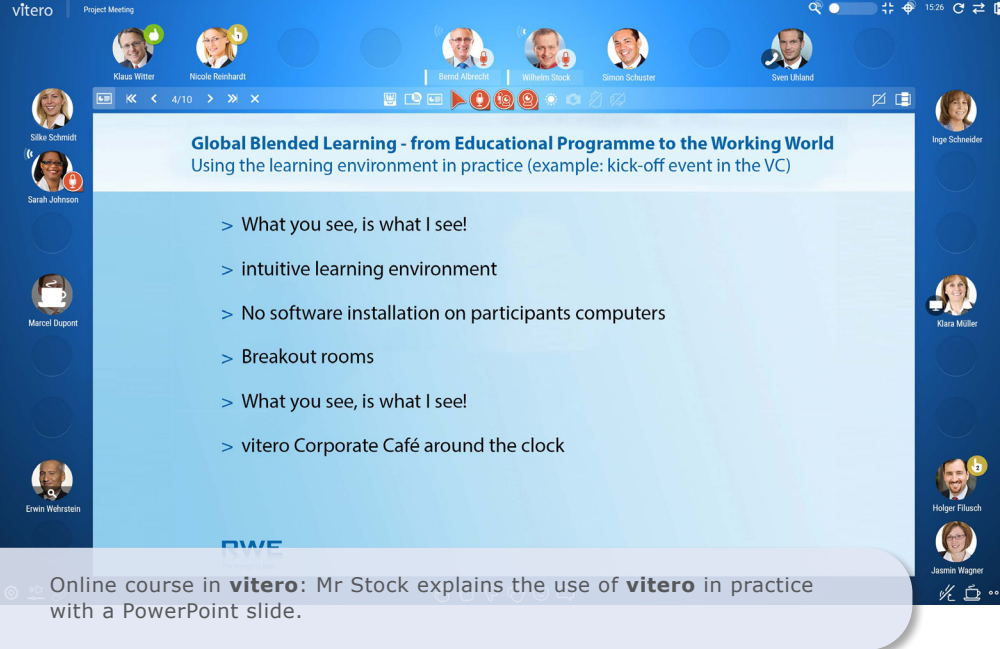 vitero
Project Meeting
15:26
1
Klaus Witter
Nicole Reinhardt
Bernd Albrecht
Wilhelm Stock
Simon Schuster
Sven Uhland
4/10
Silke Schmidt
Inge Schneider
Global Blended Learning - from Educational Programme to the Working World
Using the learning environment in practice (example: kick-off event in the VC)
Sarah Johnson
> What you see, is what I see!
> intuitive learning environment
> No software installation on participants computers
Marcel Dupont
Klara Müller
> Breakout rooms
> What you see, is what I see!
> vitero Corporate Café around the clock
2
Erwin Wehrstein
Holger Filusch
RWE
Jasmin Wagner
Online course in vitero: Mr Stock explains the use of vitero in practice
with a PowerPoint slide.